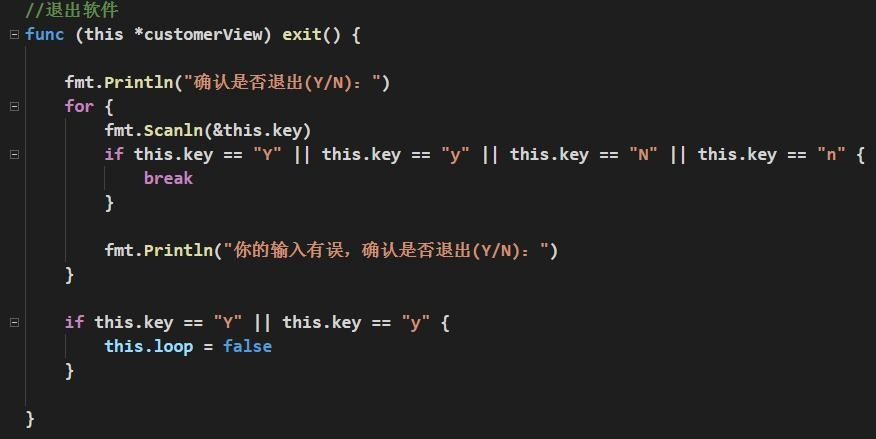 //退出软件
func (this *customerView) exit() {
fmt.Println("确认是否退出(Y/N)：")
for {
fmt.Scanln(&this.key)
if this.key == "Y" || this.key == "y" || this.key == "N" || this.key == "n" {
break
}
fmt.Println("你的输入有误，确认是否退出(Y/N)：")
}
if this.key == "Y" || this.key == "y" {
this.loop = false
}
}